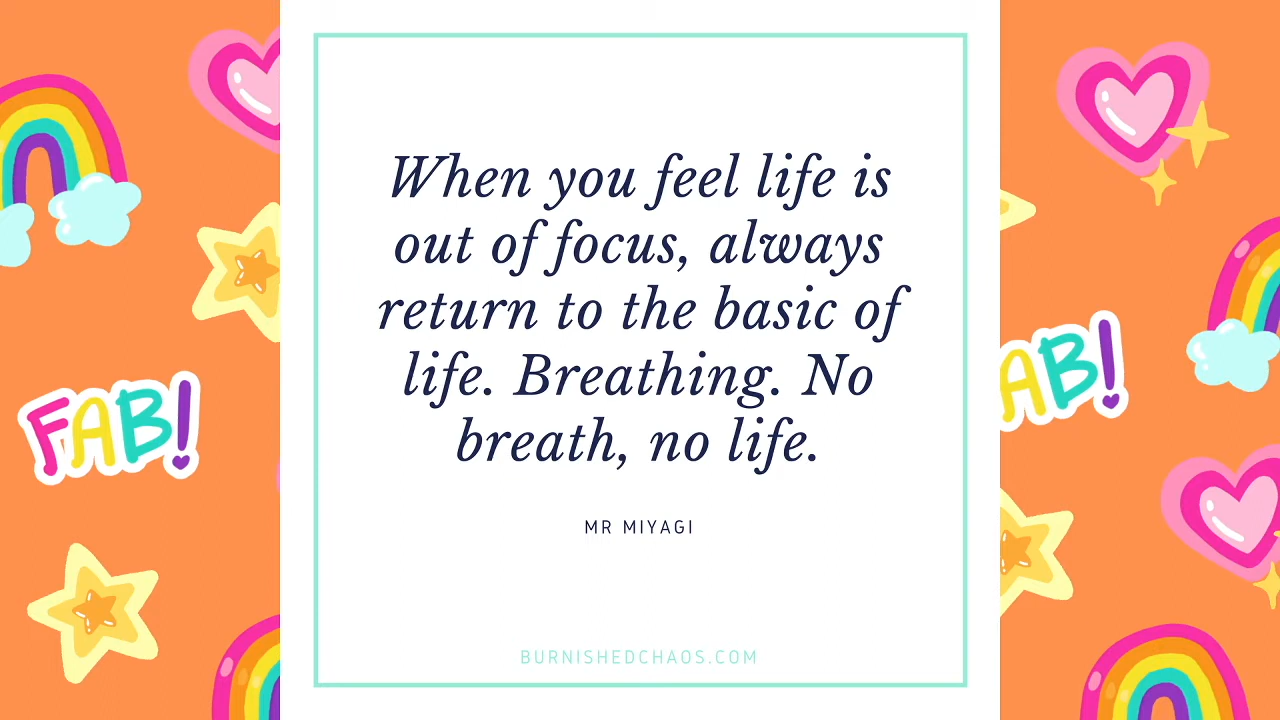 When you feel life is
out of focus, always
return to the basic of
life. Breathing. No
breath, no life.
MR MIYAGI
BURNISHEDCHAOS.COM
FAB!
AB!